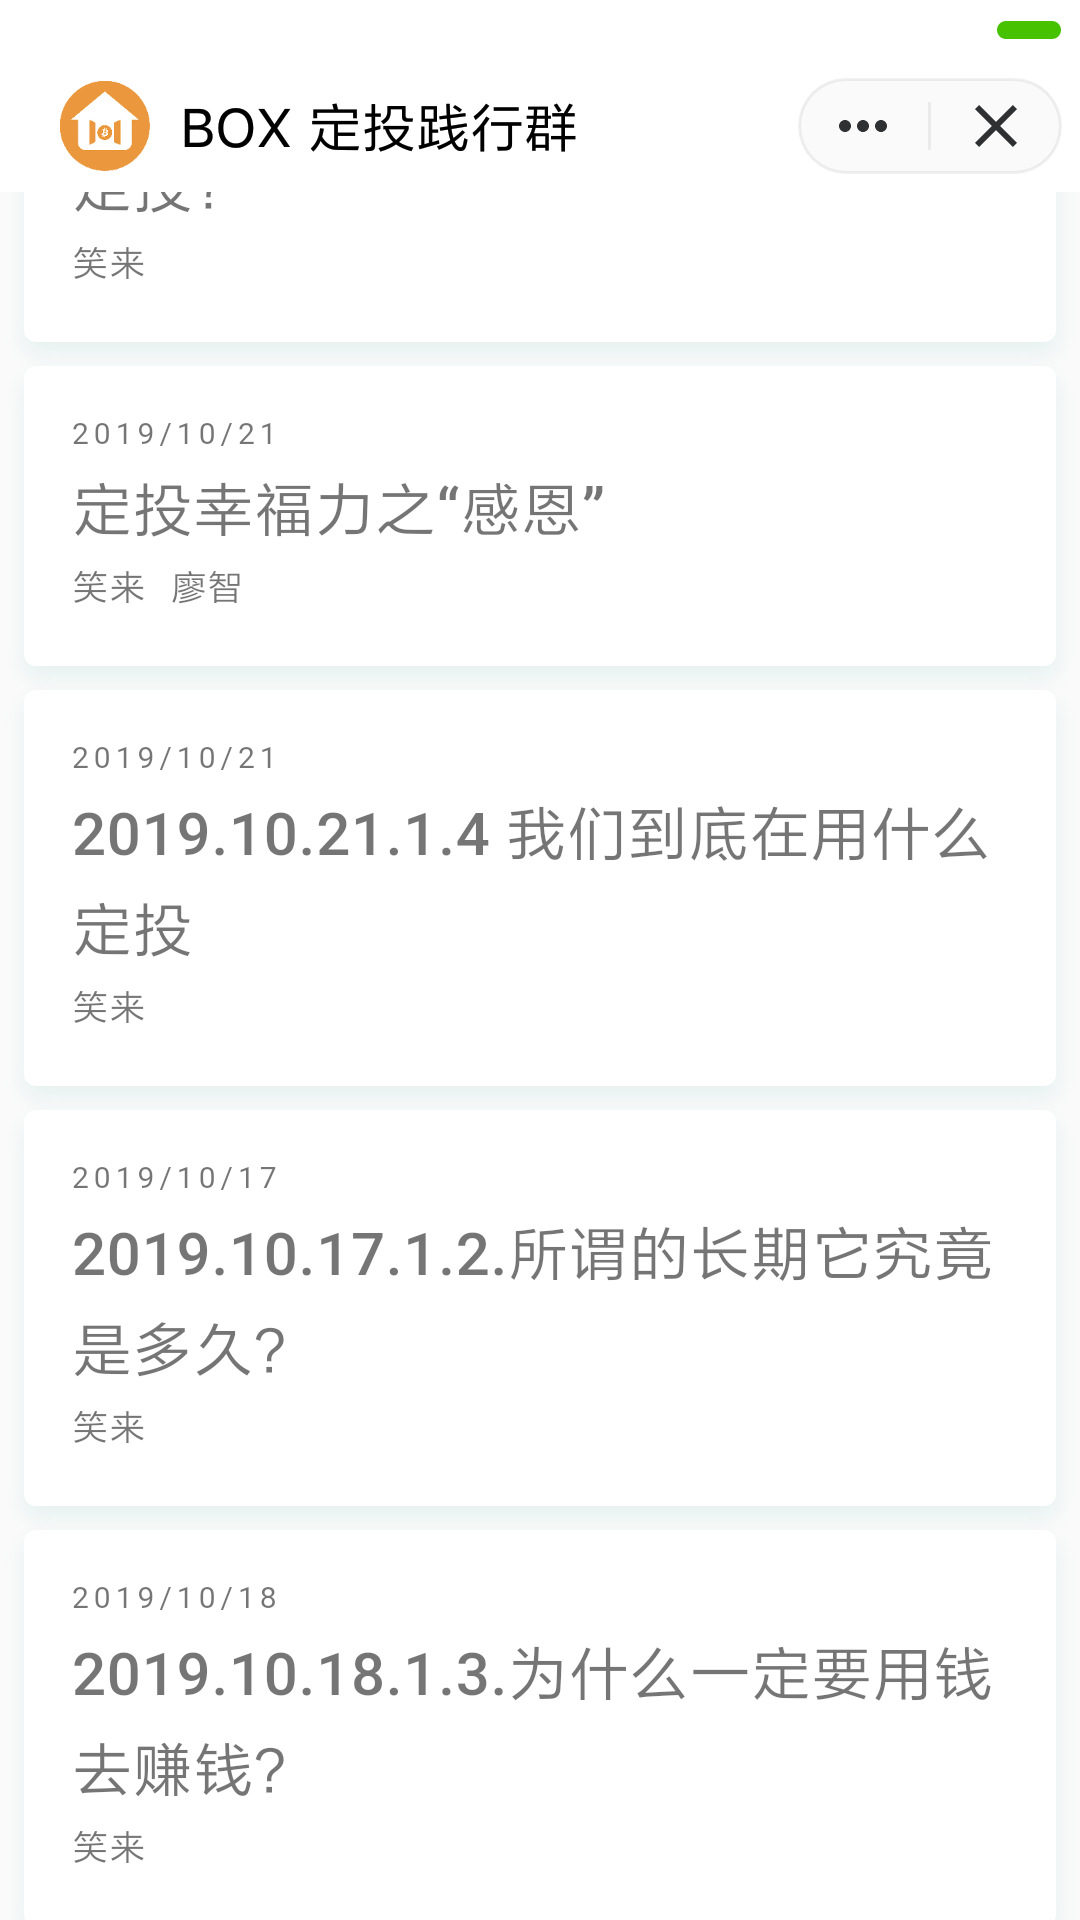 BOX 定投践行群
定投?
笑来
2019/10/21
定投幸福力之“感恩”
笑来 廖智
2019/10/21
2019.10.21.1.4 我们到底在用什么
定投
笑来
2019/10/17
2019.10.17.1.2.所谓的长期它究竟
是多久?
笑来
2019/10/18
2019.10.18.1.3.为什么一定要用钱
去赚钱?
笑来